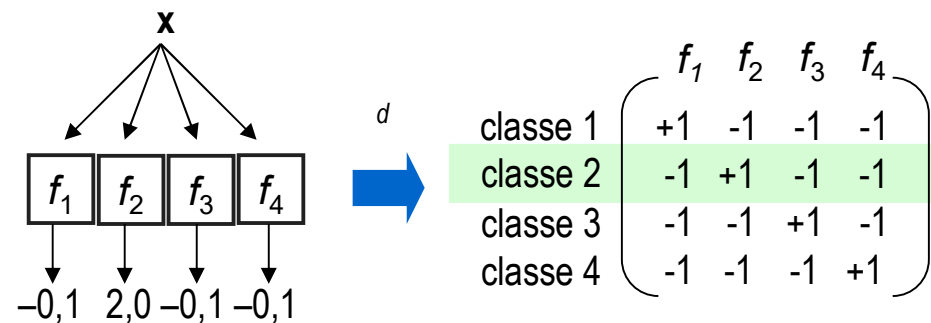 x
f1 f2 f3 f4
–0,1 2,0 –0,1 –0,1
d
f1 f2 f3 f4
classe 1 +1 -1 -1 -1
classe 2 -1 +1 -1 -1
classe 3 -1 -1 +1 -1
classe 4 -1 -1 -1 +1